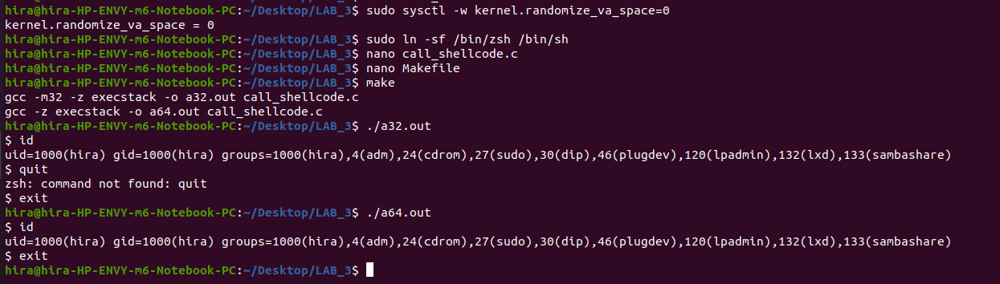 hira@hira-HP-ENVY-m6-Notebook-PC:~/Desktop/LAB_3$ sudo sysctl -w kernel.randomize_va_space=0
kernel.randomize_va_space = 0
hira@hira-HP-ENVY-m6-Notebook-PC:~/Desktop/LAB_3$ sudo ln -sf /bin/zsh /bin/sh
hira@hira-HP-ENVY-m6-Notebook-PC:~/Desktop/LAB_3$ nano call_shellcode.c
hira@hira-HP-ENVY-m6-Notebook-PC:~/Desktop/LAB_3$ nano Makefile
hira@hira-HP-ENVY-m6-Notebook-PC:~/Desktop/LAB_3$ make
gcc -m32 -z execstack -o a32.out call_shellcode.c
gcc -z execstack -o a64.out call_shellcode.c
hira@hira-HP-ENVY-m6-Notebook-PC:~/Desktop/LAB_3$ ./a32.out
$ id
uid=1000(hira) gid=1000(hira) groups=1000(hira),4(adm),24(cdrom),27(sudo),30(dip),46(plugdev),120(lpadmin),132(lxd),133(sambashare)
$ quit
zsh: command not found: quit
$ exit
hira@hira-HP-ENVY-m6-Notebook-PC:~/Desktop/LAB_3$ ./a64.out
$ id
uid=1000(hira) gid=1000(hira) groups=1000(hira),4(adm),24(cdrom),27(sudo),30(dip),46(plugdev),120(lpadmin),132(lxd),133(sambashare)
$ exit
hira@hira-HP-ENVY-m6-Notebook-PC:~/Desktop/LAB_3$